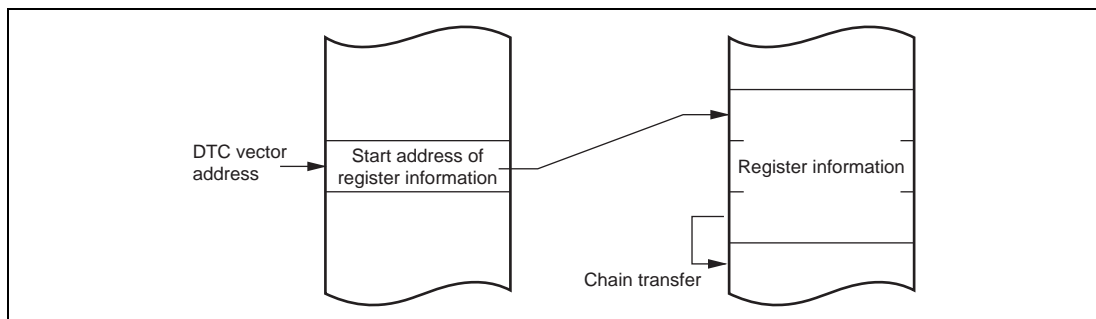 DTC vector
address
Start address of
register information
Register information
Chain transfer